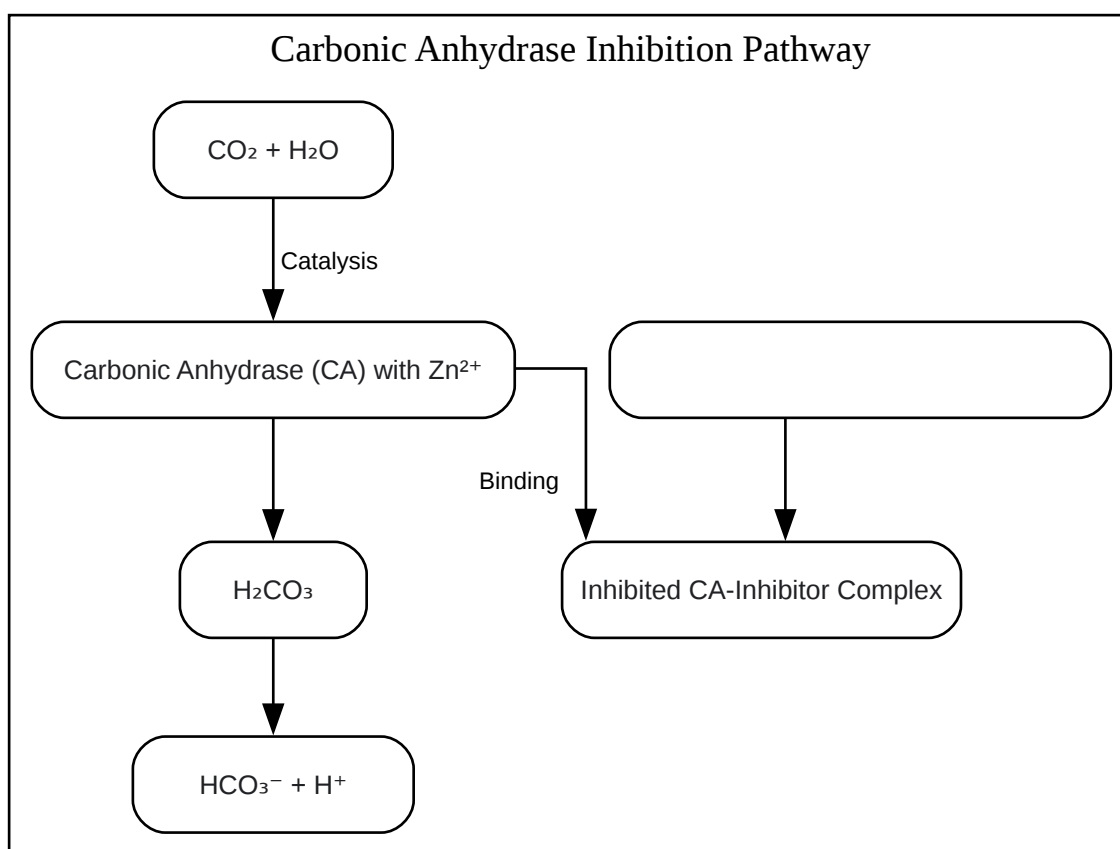 Carbonic Anhydrase Inhibition Pathway
CO₂ + H₂O
Catalysis
Carbonic Anhydrase (CA) with Zn²⁺
Binding
H₂CO₃
Inhibited CA-Inhibitor Complex
HCO₃⁻ + H⁺